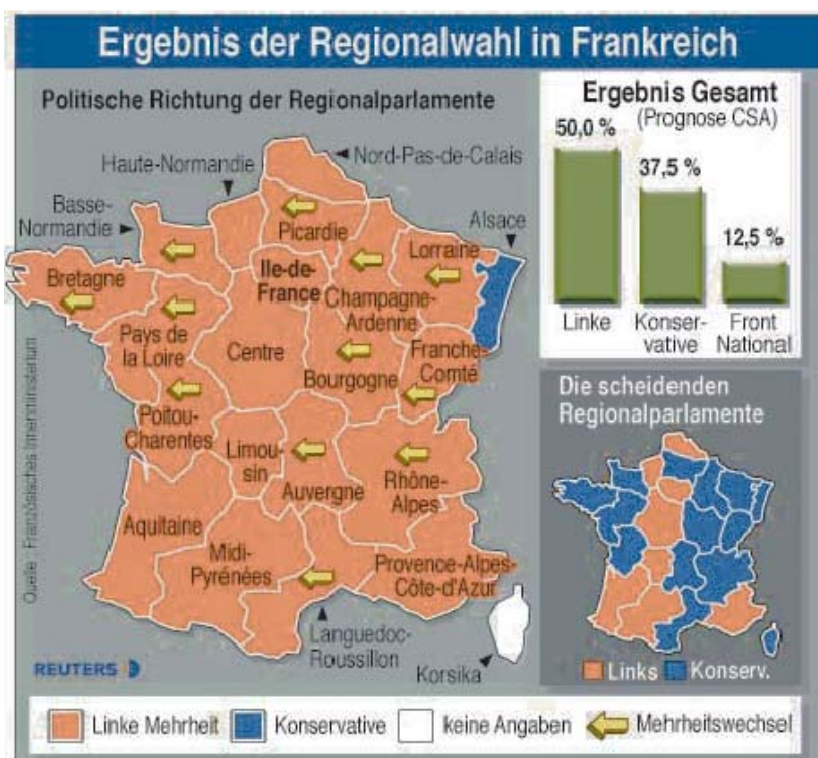 Ergebnis der Regionalwahl in Frankreich
Politische Richtung der Regionalparlamente
Haute-Normandie
Nord-Pas-de-Calais
Basse-
Normandie
Picardie
Alsace
Lorraine
Bretagne
Ile-de-
France
Champagne-
Ardenne
Pays de
la Loire
Centre
Bourgogne
Franche-
Comté
Poitou-
Charentes
Limou-
sin
Auvergne
Rhône-
Alpes
Aquitaine
Midi-
Pyrénées
Provence-Alpes-
Côte-d'Azur
Languedoc-
Roussillon
Korsika
Quelle: Französisches Innenministerium
REUTERS
Ergebnis Gesamt
(Prognose CSA)
50,0 %
37,5 %
12,5 %
Linke
Konser-
vative
Front
National
Die scheidenden
Regionalparlamente
Links
Konserv.
Linke Mehrheit
Konservative
keine Angaben
Mehrheitswechsel